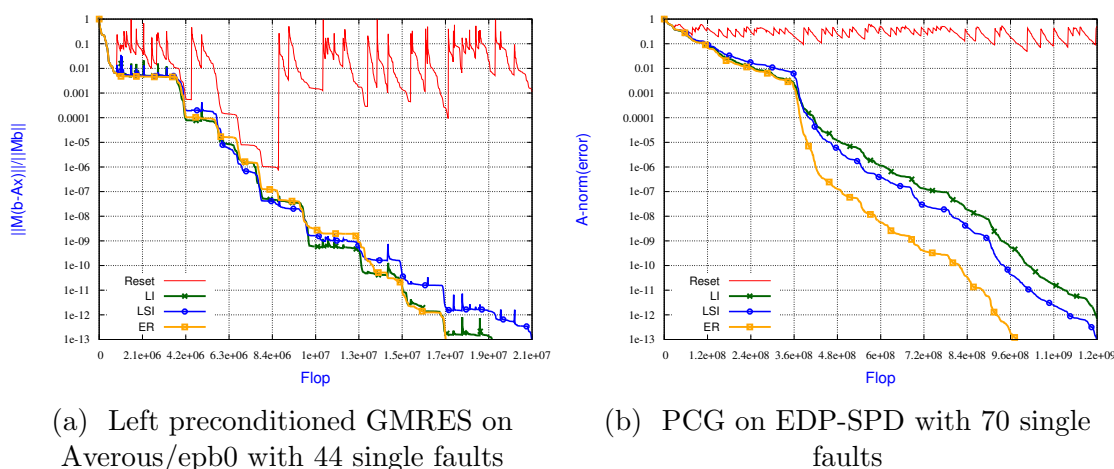 ||M(b-Ax)||/||Mb||
1
0.1
0.01
0.001
0.0001
1e-05
1e-06
1e-07
1e-08
1e-09
1e-10
1e-11
1e-12
1e-13
Reset
LI
LSI
ER
0 2.1e+06 4.2e+06 6.3e+06 8.4e+06 1e+07 1.3e+07 1.5e+07 1.7e+07 1.9e+07 2.1e+07
Flop
(a) Left preconditioned GMRES on
Averous/epb0 with 44 single faults
A-norm(error)
1
0.1
0.01
0.001
0.0001
1e-05
1e-06
1e-07
1e-08
1e-09
1e-10
1e-11
1e-12
1e-13
Reset
LI
LSI
ER
0 1.2e+08 2.4e+08 3.6e+08 4.8e+08 6e+08 7.2e+08 8.4e+08 9.6e+08 1.1e+09 1.2e+09
Flop
(b) PCG on EDP-SPD with 70 single
faults